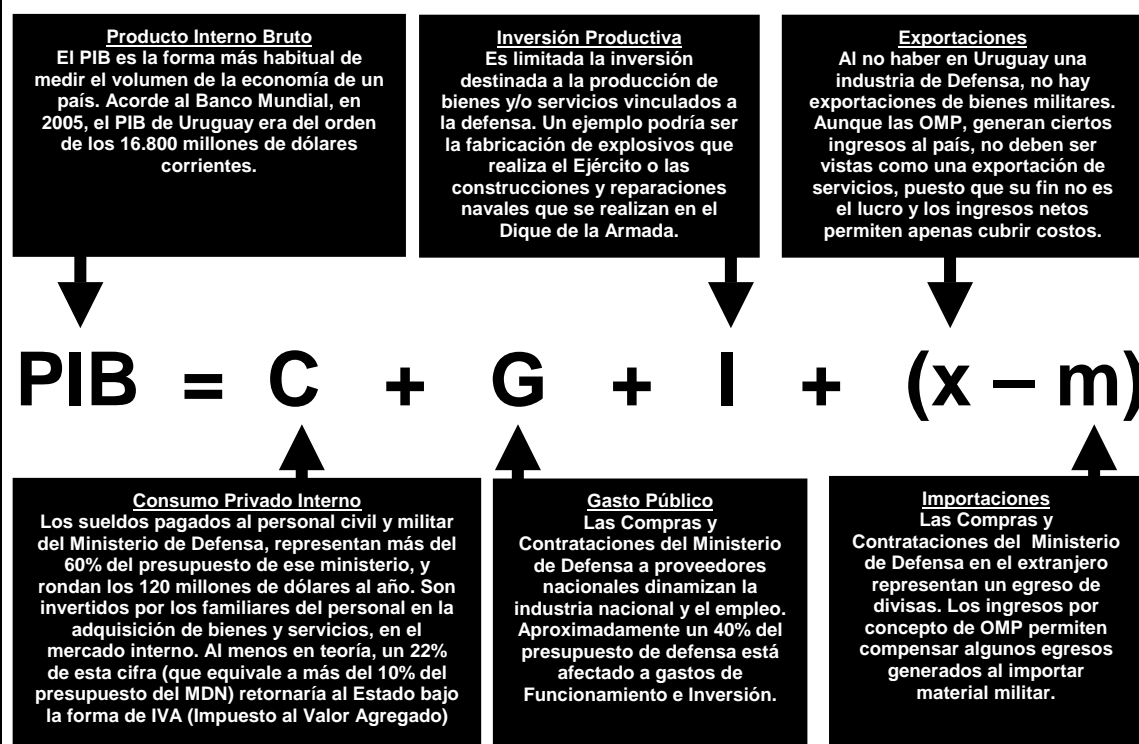 Producto Interno Bruto
El PIB es la forma más habitual de
medir el volumen de la economía de un
país. Acorde al Banco Mundial, en
2005, el PIB de Uruguay era del orden
de los 16.800 millones de dólares
corrientes.
Inversión Productiva
Es limitada la inversión
destinada a la producción de
bienes y/o servicios vinculados a
la defensa. Un ejemplo podría ser
la fabricación de explosivos que
realiza el Ejército o las
construcciones y reparaciones
navales que se realizan en el
Dique de la Armada.
Exportaciones
Al no haber en Uruguay una
industria de Defensa, no hay
exportaciones de bienes militares.
Aunque las OMP, generan ciertos
ingresos al país, no deben ser
vistas como una exportación de
servicios, puesto que su fin no es
el lucro y los ingresos netos
permiten apenas cubrir costos.
PIB = C + G + I + (x – m)
Consumo Privado Interno
Los sueldos pagados al personal civil y militar
del Ministerio de Defensa, representan más del
60% del presupuesto de ese ministerio, y
rondan los 120 millones de dólares al año. Son
invertidos por los familiares del personal en la
adquisición de bienes y servicios, en el
mercado interno. Al menos en teoría, un 22%
de esta cifra (que equivale a más del 10% del
presupuesto del MDN) retornaría al Estado bajo
la forma de IVA (Impuesto al Valor Agregado)
Gasto Público
Las Compras y
Contrataciones del Ministerio
de Defensa a proveedores
nacionales dinamizan la
industria nacional y el empleo.
Aproximadamente un 40% del
presupuesto de defensa está
afectado a gastos de
Funcionamiento e Inversión.
Importaciones
Las Compras y
Contrataciones del Ministerio
de Defensa en el extranjero
representan un egreso de
divisas. Los ingresos por
concepto de OMP permiten
compensar algunos egresos
generados al importar
material militar.